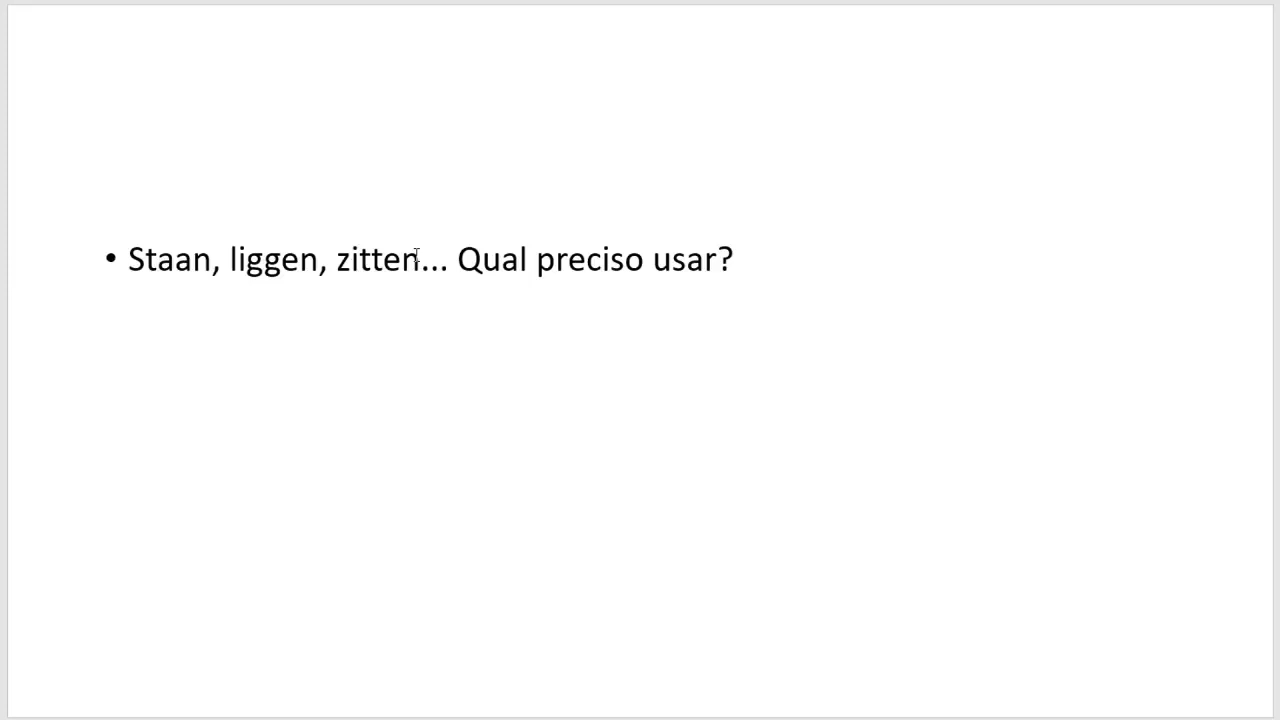 • Staan, liggen, zitten... Qual preciso usar?